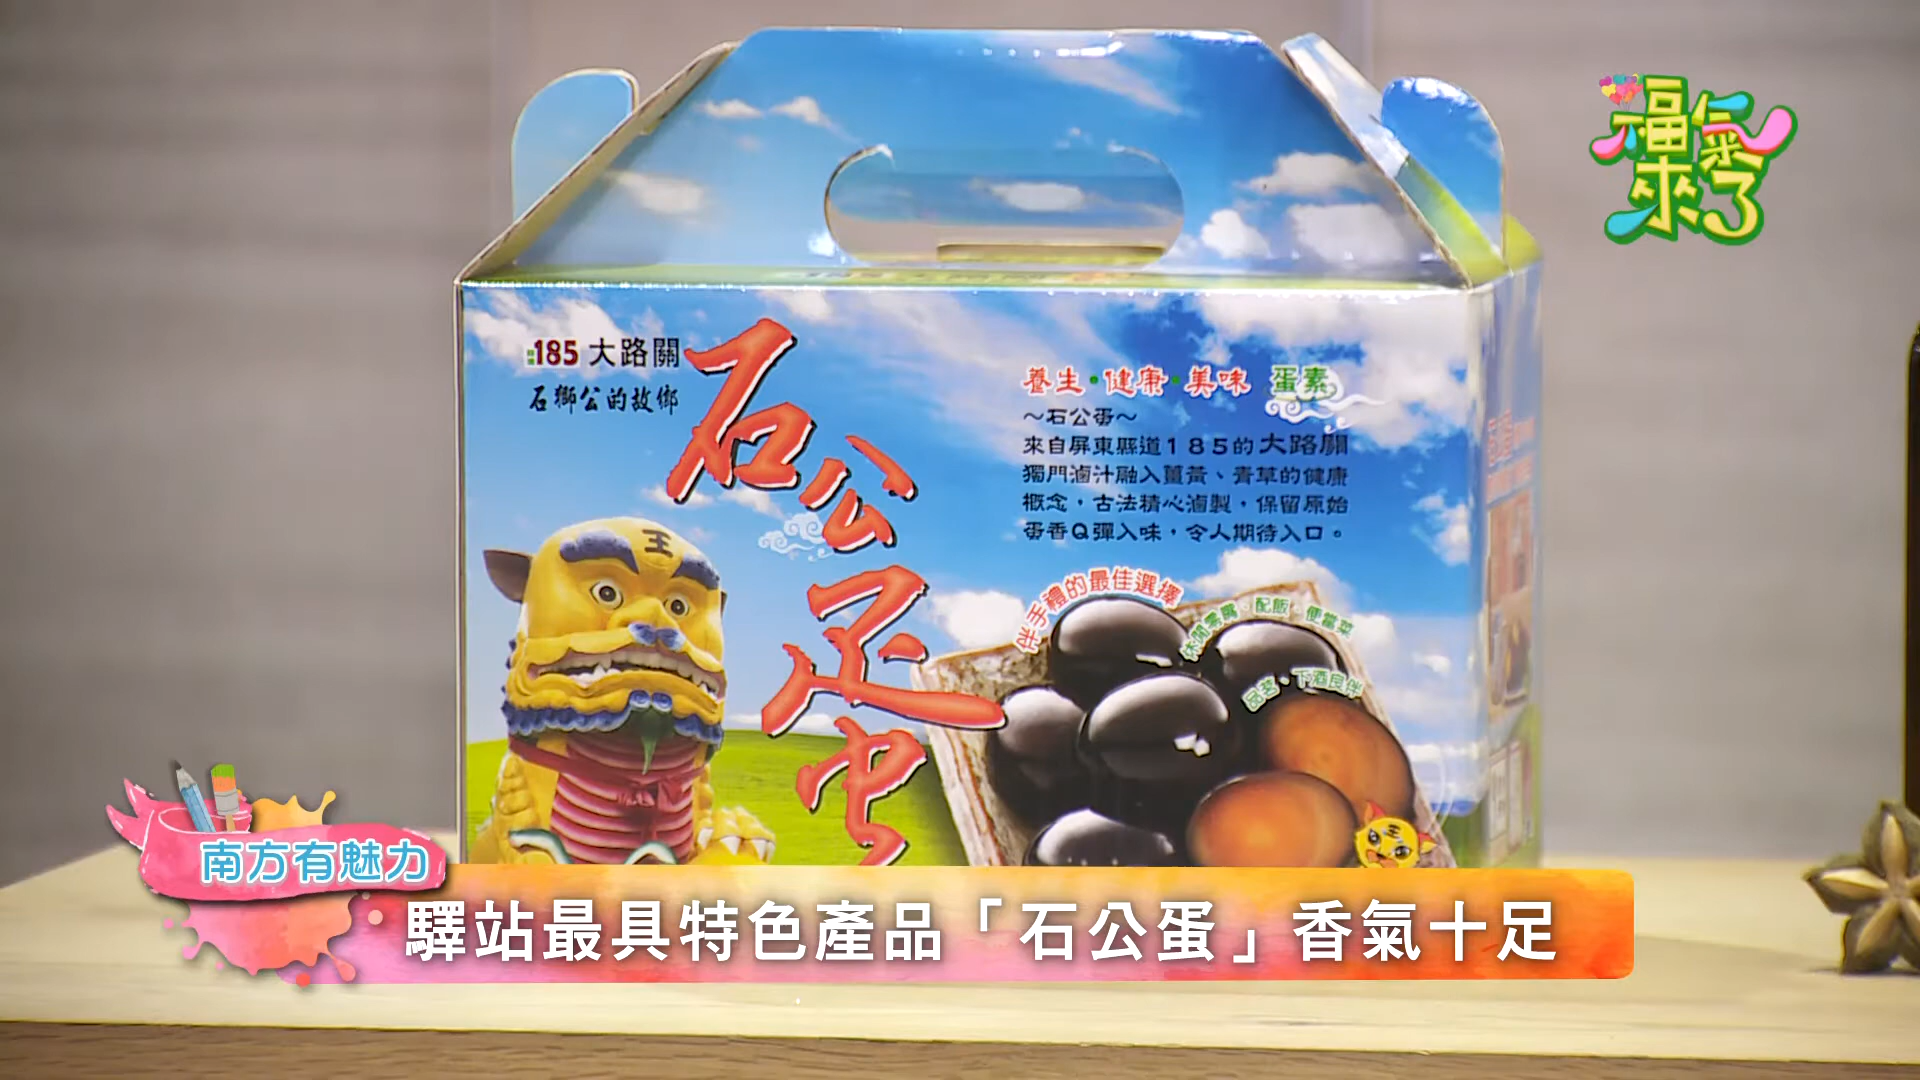 福氣
來了
185 大路關
石獅公的故鄉
石公蛋
養生·健康·美味 蛋素
～石公蛋～
來自屏東縣道185的大路關
獨門滷汁融入薑黃、青草的健康
概念，古法精心滷製，保留原始
蛋香Q彈入味，令人期待入口。
伴手禮的最佳選擇
休閒零嘴·配飯·便當菜
品茗·下酒良伴
王
南方有魅力
驛站最具特色產品「石公蛋」香氣十足